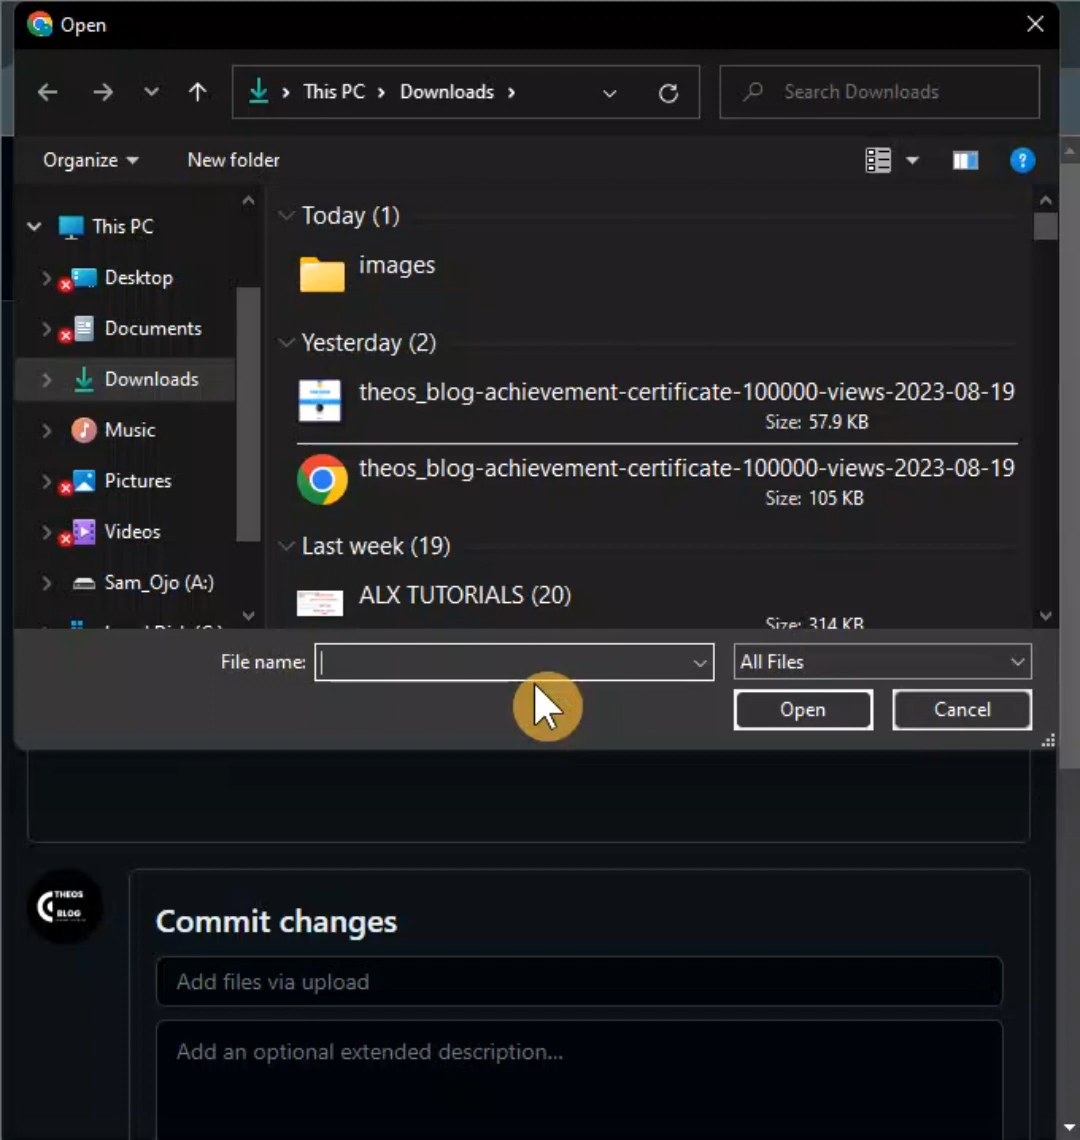 Open
This PC
Downloads
Search Downloads
Organize
New folder
?
This PC
Desktop
Documents
Downloads
Music
Pictures
Videos
Sam_Ojo (A:)
Today (1)
images
Yesterday (2)
theos_blog-achievement-certificate-100000-views-2023-08-19
Size: 57.9 KB
theos_blog-achievement-certificate-100000-views-2023-08-19
Size: 105 KB
Last week (19)
ALX TUTORIALS (20)
Size: 314 KB
File name:
All Files
Open
Cancel
THEOS
BLOG
Commit changes
Add files via upload
Add an optional extended description...